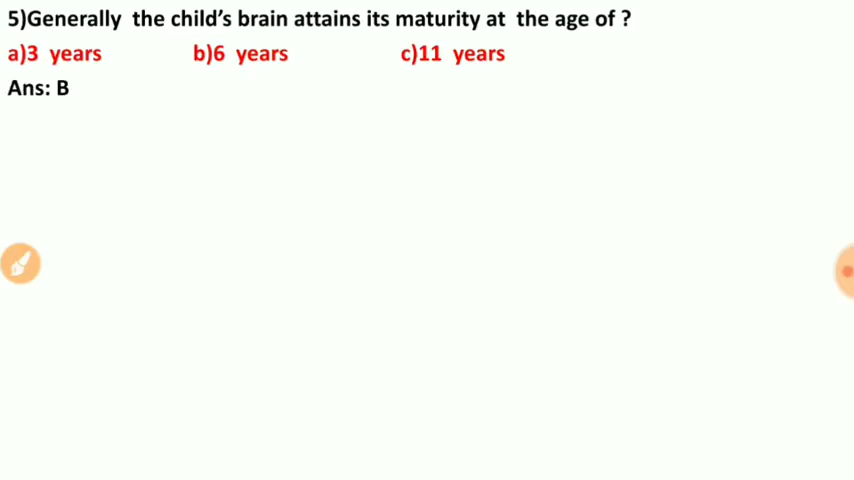 5)Generally the child's brain attains its maturity at the age of ?
a)3 years b)6 years c)11 years
Ans: B